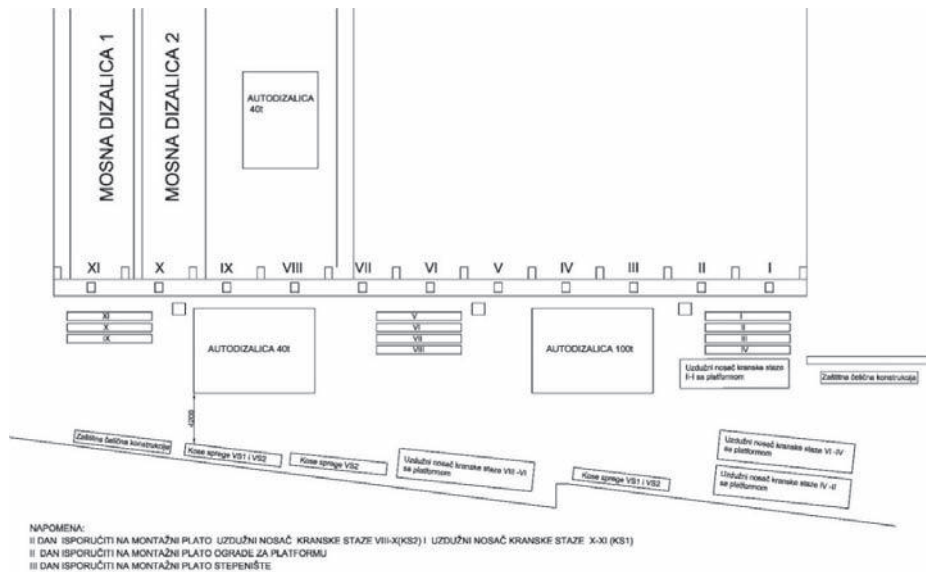 MOSNA DIZALICA 1
MOSNA DIZALICA 2
AUTODIZALICA
40t
XI X IX VIII VII VI V IV III II I
XI
X
IX
AUTODIZALICA 40t
V
VI
VII
VIII
AUTODIZALICA 100t
I
II
III
IV
Uzdužni nosač kranske staze
II-I sa platformom
Zaštitna čelična konstrukcija
4206
Zaštitna čelična konstrukcija
Kose sprege VS1 i VS2
Kose sprege VS2
Uzdužni nosač kranske staze VIII -VI
sa platformom
Kose sprege VS1 i VS2
Uzdužni nosač kranske staze VI -IV
sa platformom
Uzdužni nosač kranske staze IV -II
sa platformom
NAPOMENA:
II DAN ISPORUČITI NA MONTAŽNI PLATO UZDUŽNI NOSAČ KRANSKE STAZE VIII-X(KS2) I UZDUŽNI NOSAČ KRANSKE STAZE X-XI (KS1)
II DAN ISPORUČITI NA MONTAŽNI PLATO OGRADE ZA PLATFORMU
III DAN ISPORUČITI NA MONTAŽNI PLATO STEPENIŠTE